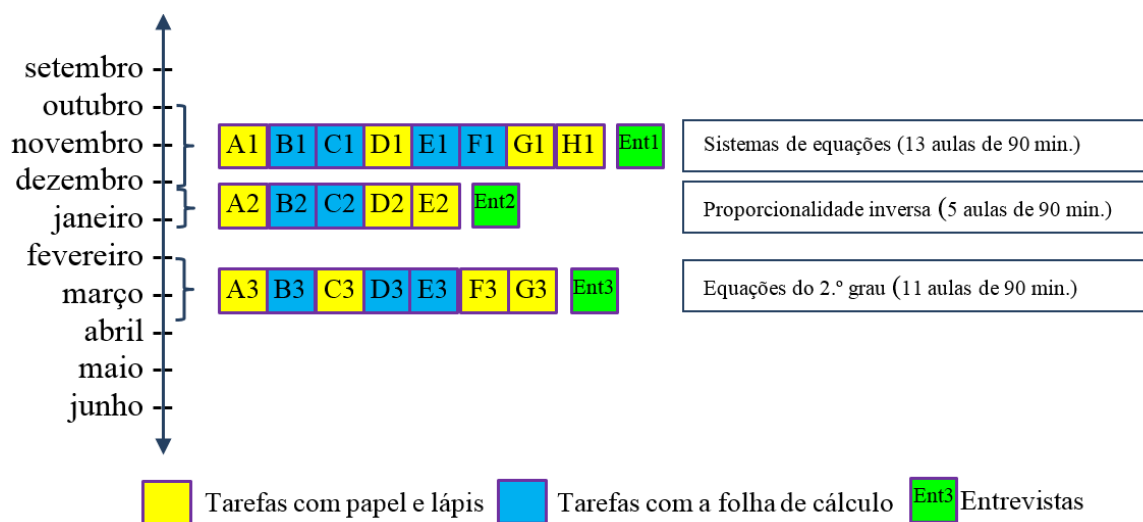 setembro
outubro
novembro
dezembro
janeiro
fevereiro
março
abril
maio
junho
A1 B1 C1 D1 E1 F1 G1 H1 Ent1 Sistemas de equações (13 aulas de 90 min.)
A2 B2 C2 D2 E2 Ent2 Proporcionalidade inversa (5 aulas de 90 min.)
A3 B3 C3 D3 E3 F3 G3 Ent3 Equações do 2.º grau (11 aulas de 90 min.)
Tarefas com papel e lápis Tarefas com a folha de cálculo Ent3 Entrevistas